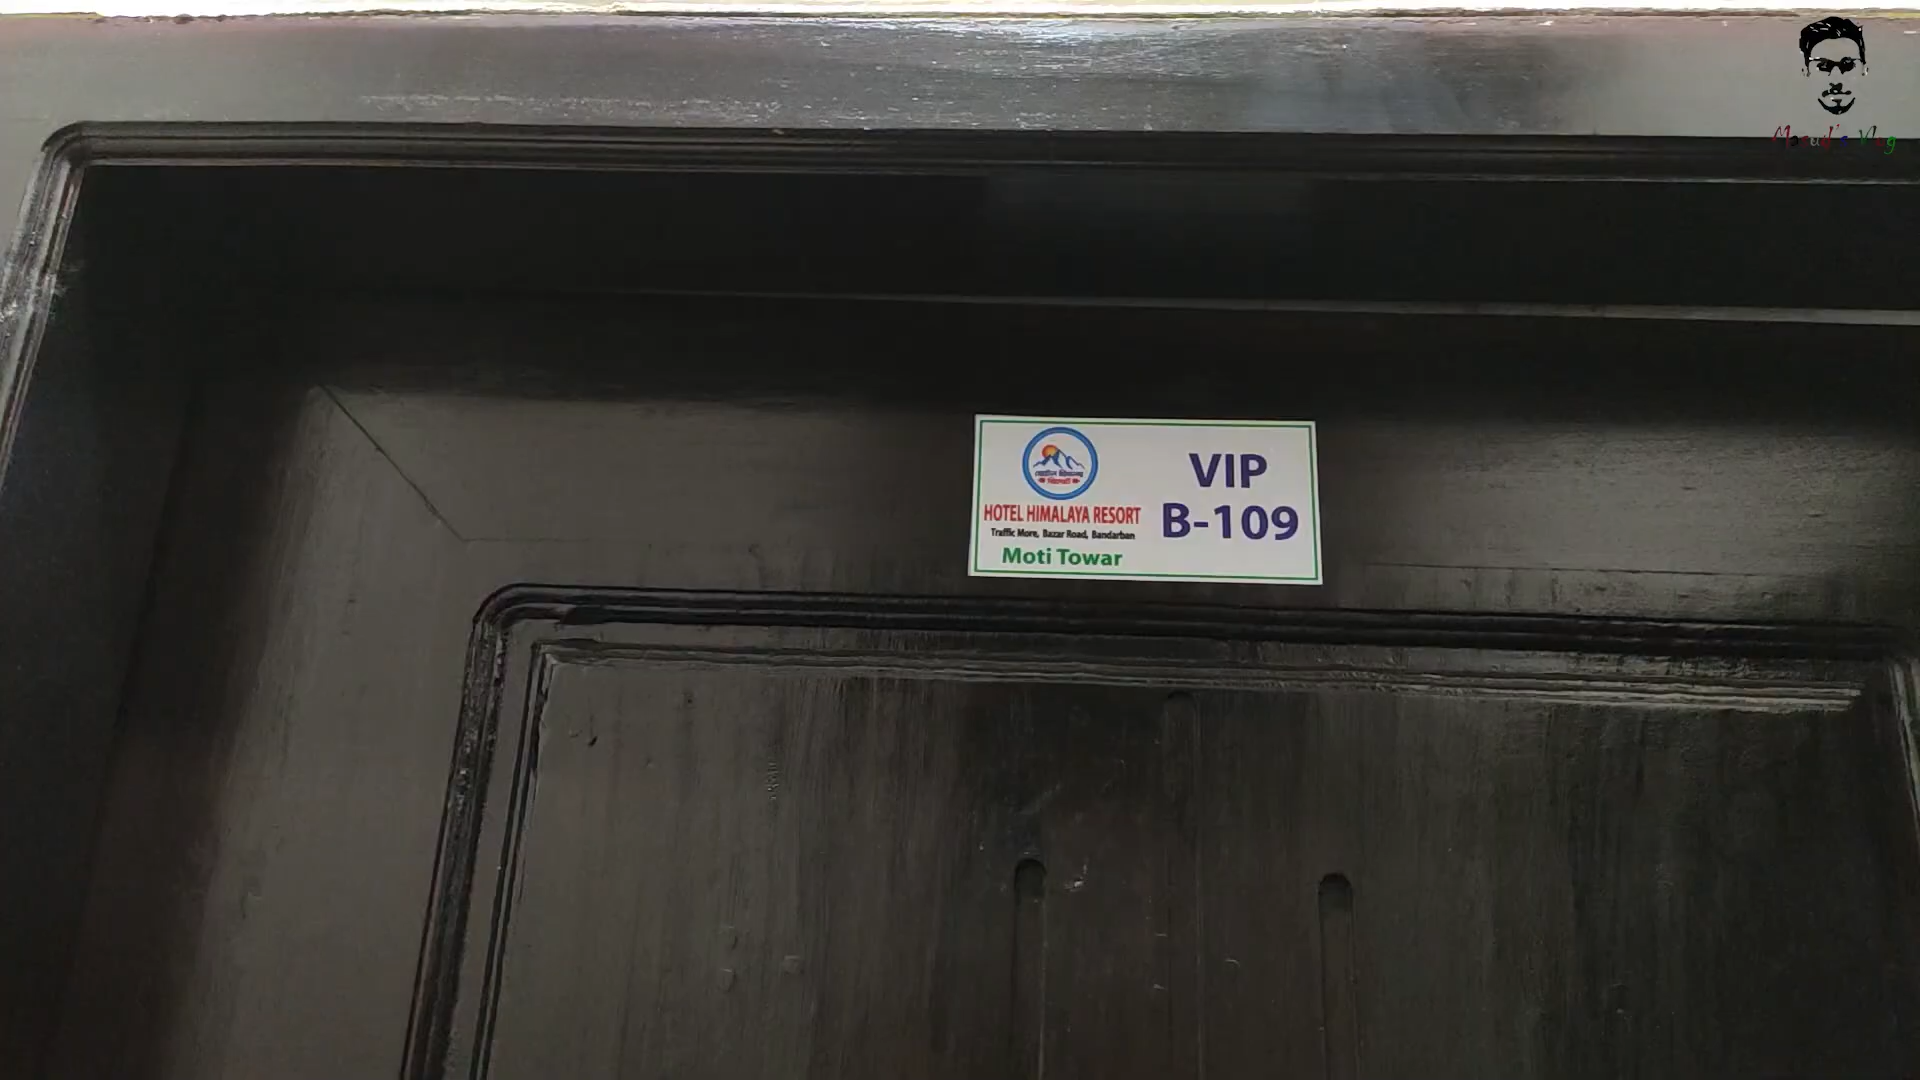 VIP
B-109
HOTEL HIMALAYA RESORT
Traffic More, Bazar Road, Bandarban
Moti Towar